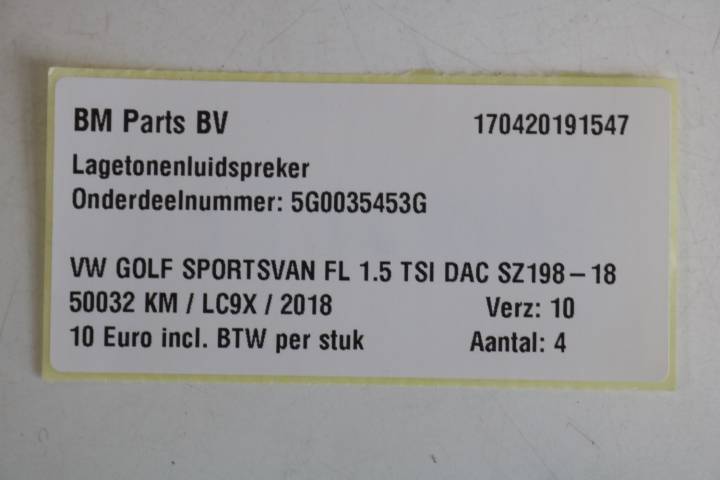 BM Parts BV 170420191547
Lagetonenluidspreker
Onderdeelnummer: 5G0035453G
VW GOLF SPORTSVAN FL 1.5 TSI DAC SZ198-18
50032 KM / LC9X / 2018 Verz: 10
10 Euro incl. BTW per stuk Aantal: 4